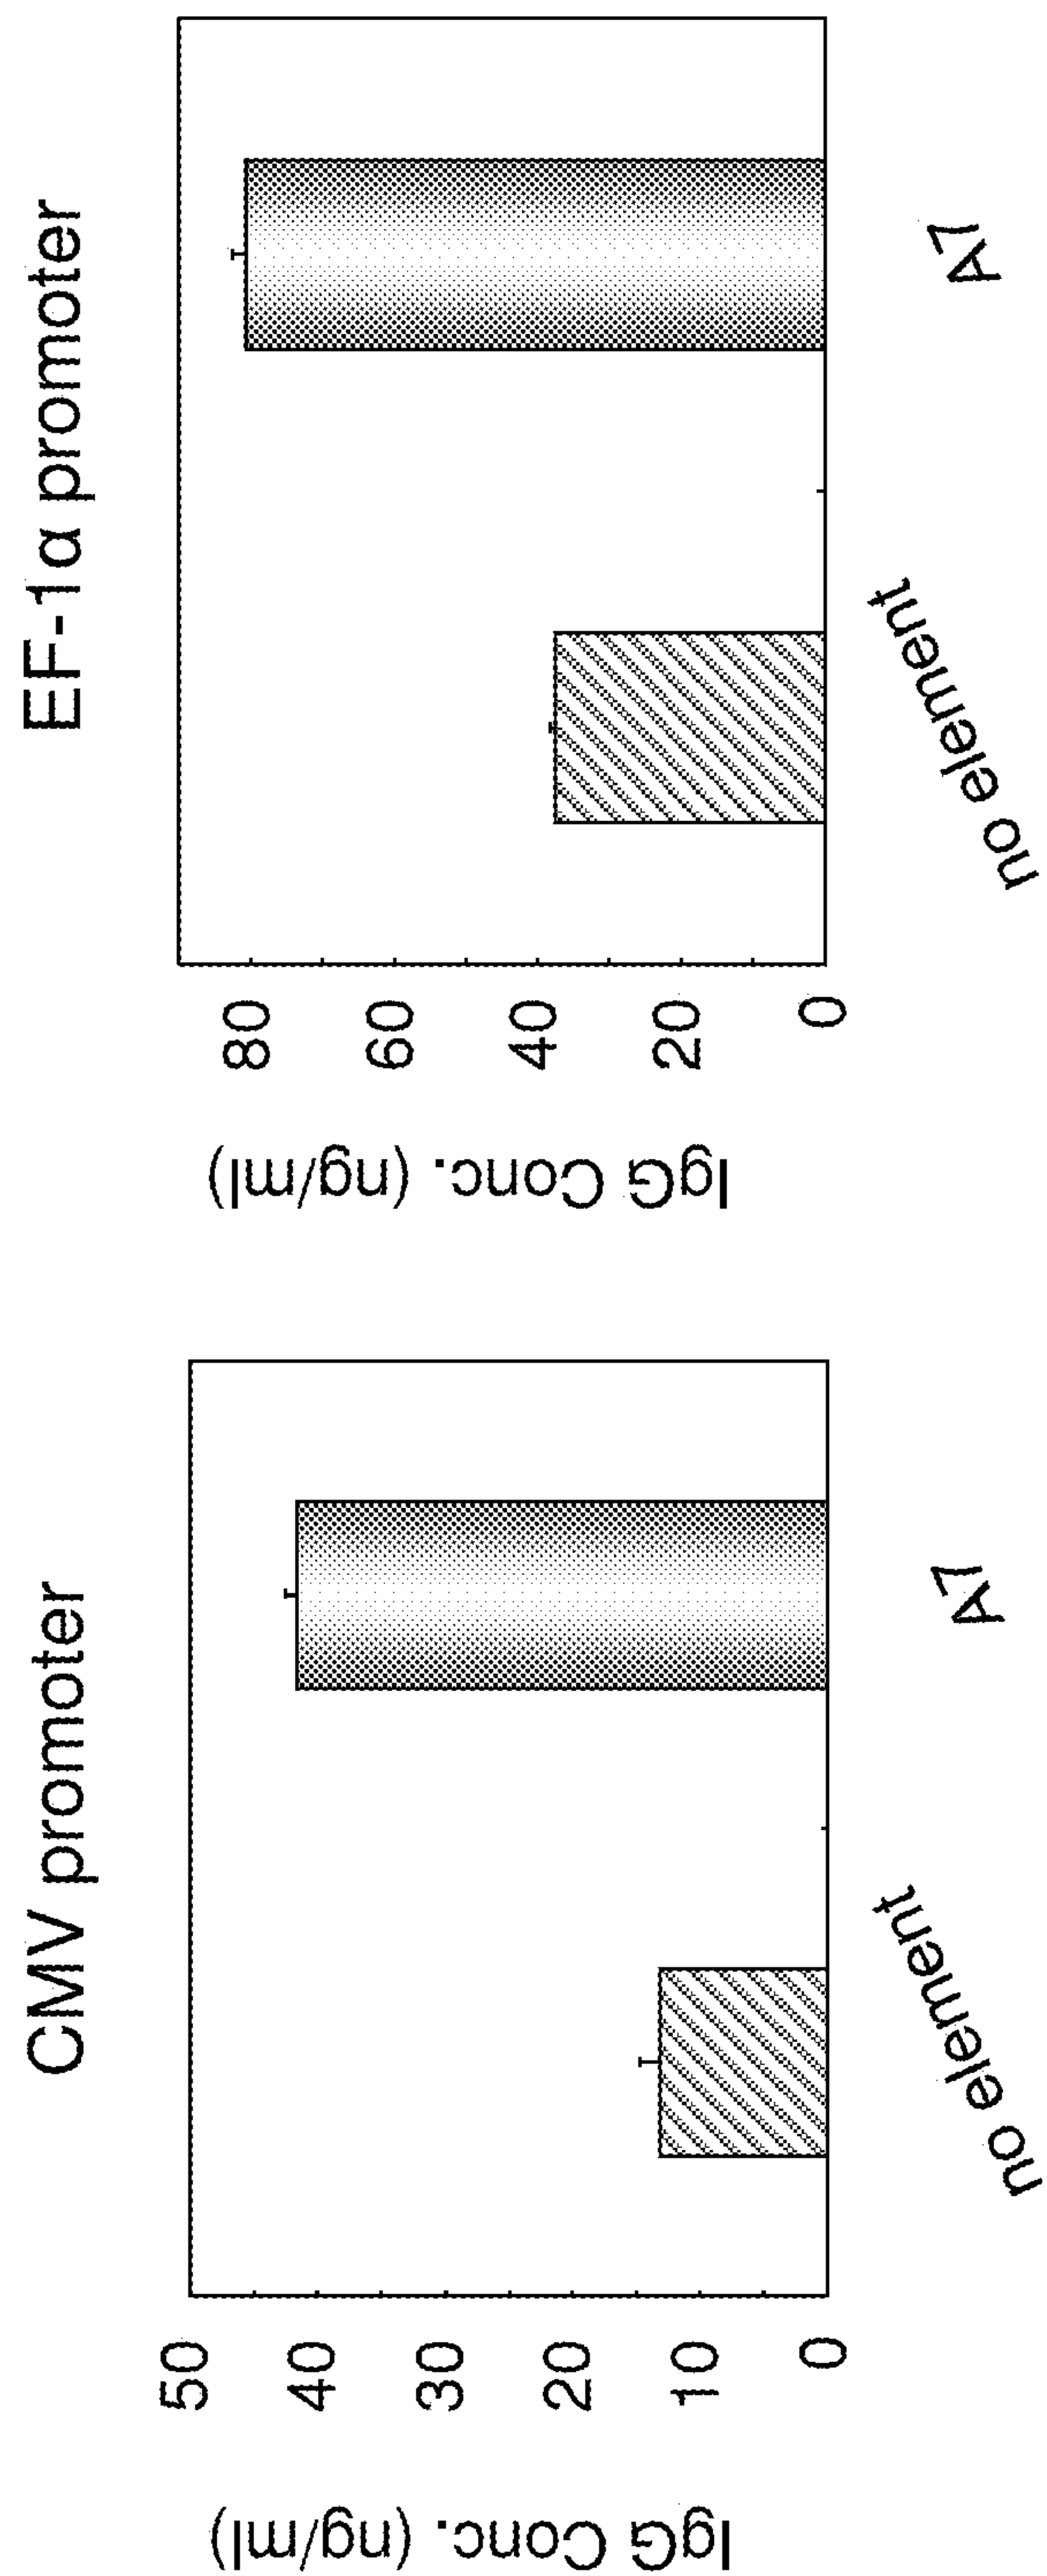 CMV promoter
IgG Conc. (ng/ml)
50
40
30
20
10
0
no element
A7
EF-1α promoter
IgG Conc. (ng/ml)
80
60
40
20
0
no element
A7